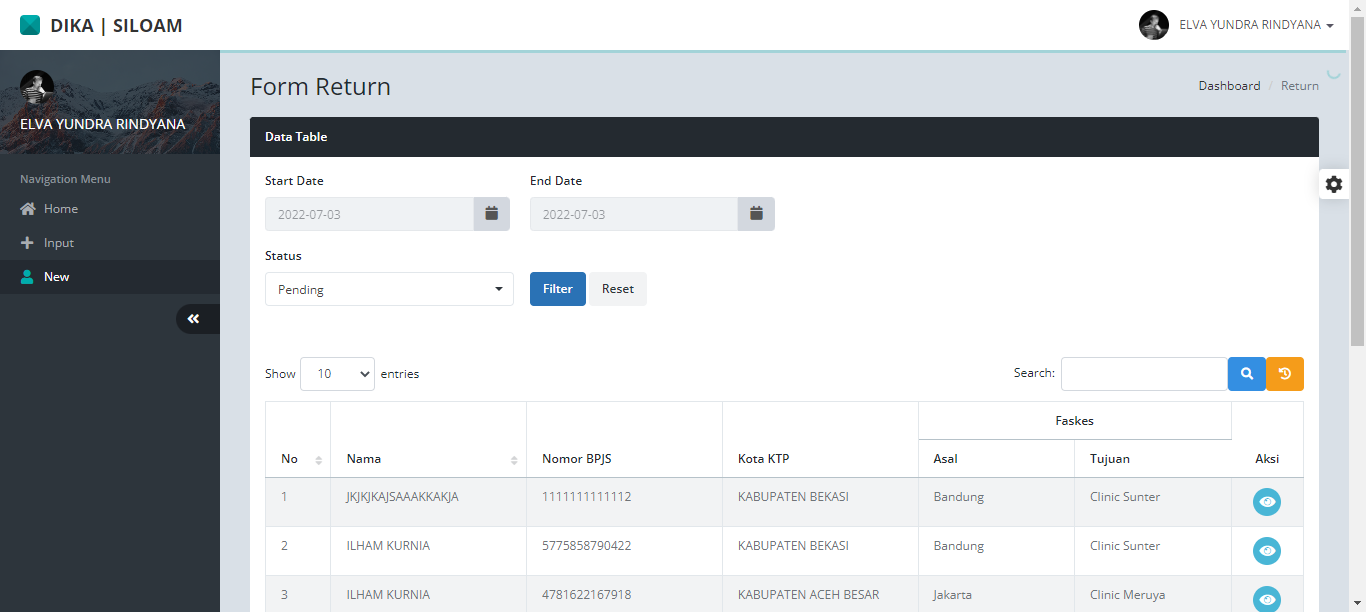 DIKA | SILOAM
ELVA YUNDRA RINDYANA
ELVA YUNDRA RINDYANA
Navigation Menu
Home
Input
New
Form Return
Dashboard / Return
Data Table
Start Date End Date
2022-07-03 2022-07-03
Status
Pending Filter Reset
Show 10 entries Search:
Faskes
No Nama Nomor BPJS Kota KTP Asal Tujuan Aksi
1 JKJKJKAJSAAAKKAKJA 1111111111112 KABUPATEN BEKASI Bandung Clinic Sunter
2 ILHAM KURNIA 5775858790422 KABUPATEN BEKASI Bandung Clinic Sunter
3 ILHAM KURNIA 4781622167918 KABUPATEN ACEH BESAR Jakarta Clinic Meruya